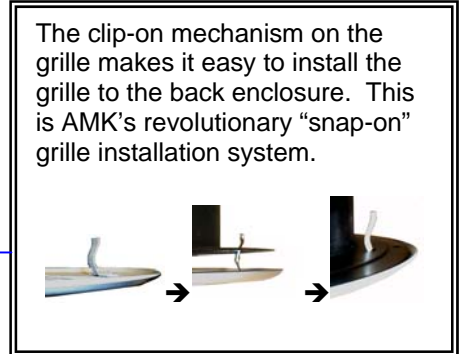 The clip-on mechanism on the
grille makes it easy to install the
grille to the back enclosure.  This
is AMK’s revolutionary “snap-on”
grille installation system.